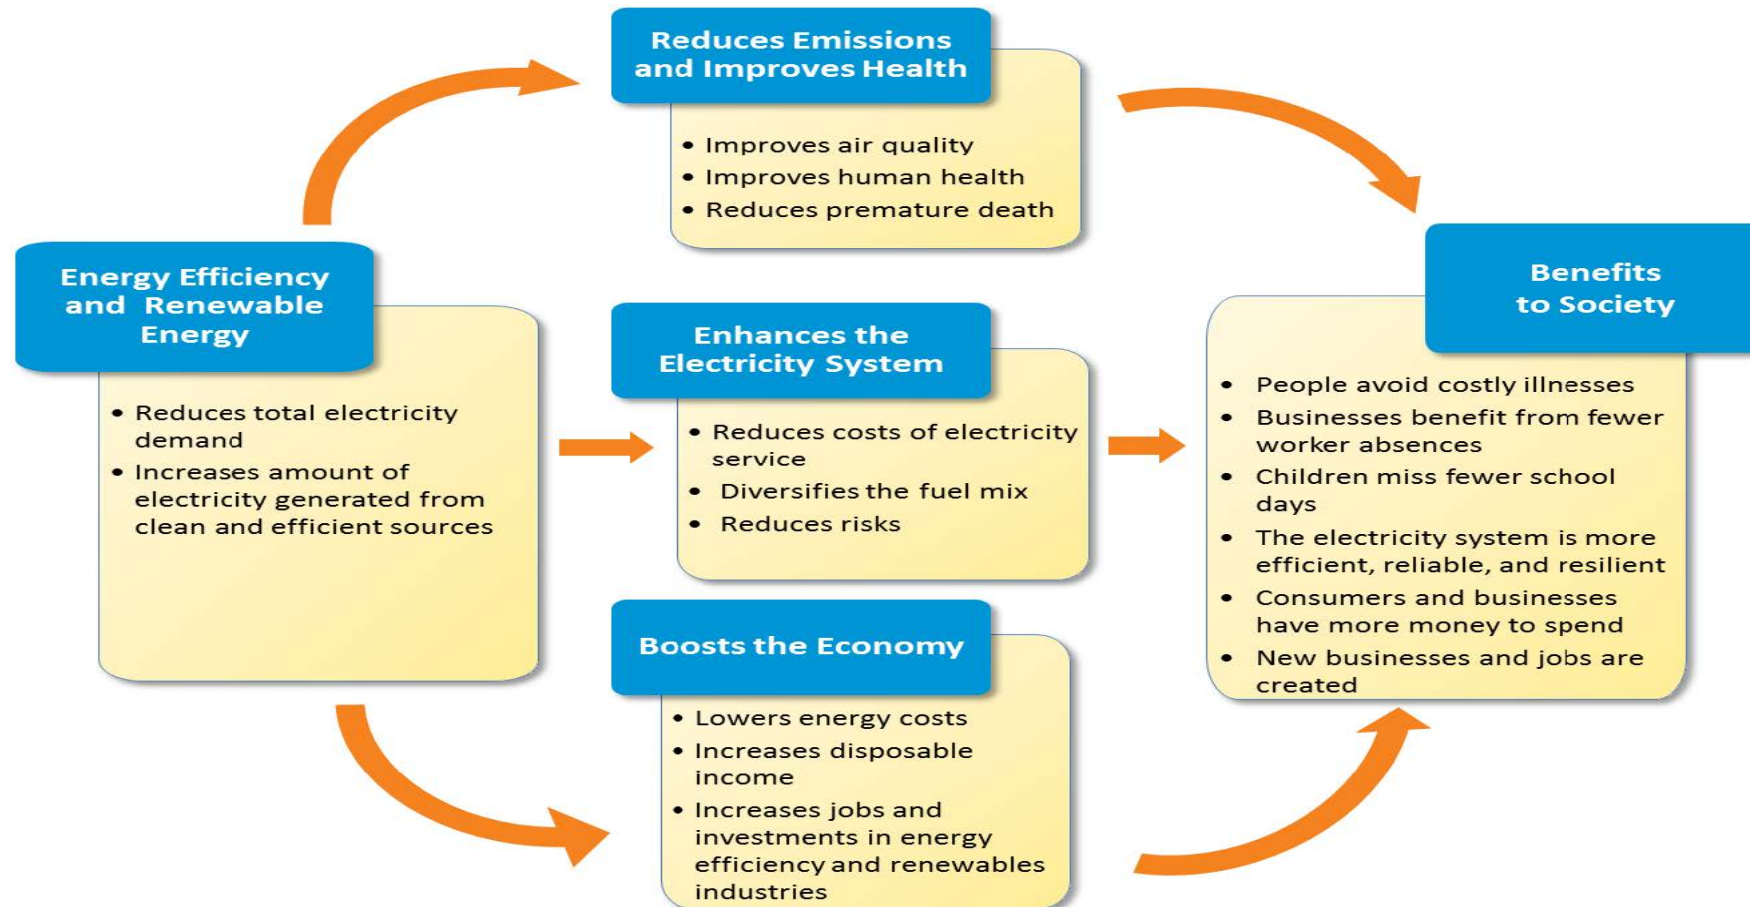 Reduces Emissions
and Improves Health
• Improves air quality
• Improves human health
• Reduces premature death
Energy Efficiency
and Renewable
Energy
• Reduces total electricity
demand
• Increases amount of
electricity generated from
clean and efficient sources
Enhances the
Electricity System
• Reduces costs of electricity
service
• Diversifies the fuel mix
• Reduces risks
Boosts the Economy
• Lowers energy costs
• Increases disposable
income
• Increases jobs and
investments in energy
efficiency and renewables
industries
Benefits
to Society
• People avoid costly illnesses
• Businesses benefit from fewer
worker absences
• Children miss fewer school
days
• The electricity system is more
efficient, reliable, and resilient
• Consumers and businesses
have more money to spend
• New businesses and jobs are
created